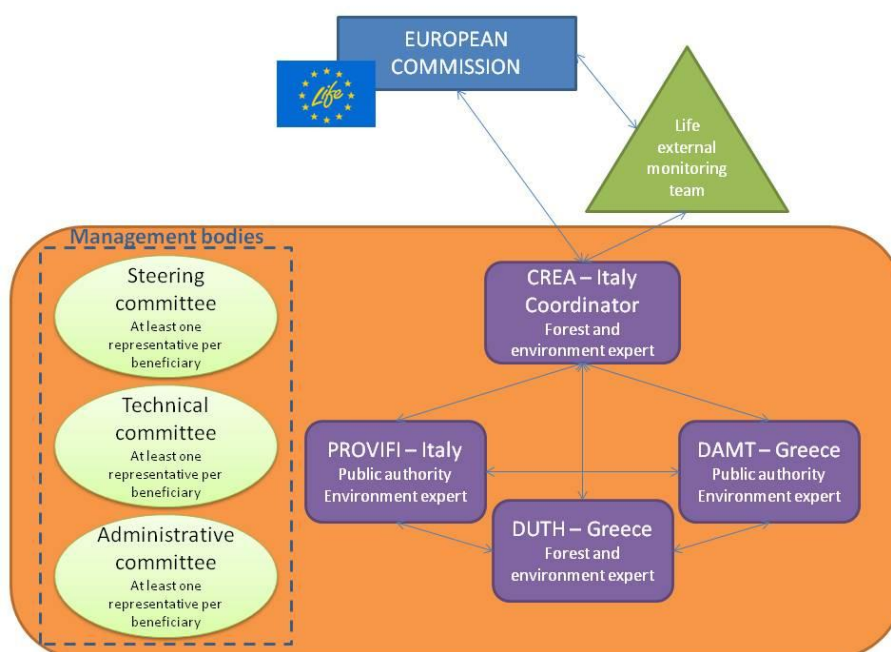 EUROPEAN
COMMISSION
Life
Life
external
monitoring
team
Management bodies
Steering
committee
At least one
representative per
beneficiary
Technical
committee
At least one
representative per
beneficiary
Administrative
committee
At least one
representative per
beneficiary
CREA – Italy
Coordinator
Forest and
environment expert
PROVIFI – Italy
Public authority
Environment expert
DAMT – Greece
Public authority
Environment expert
DUTH – Greece
Forest and
environment expert